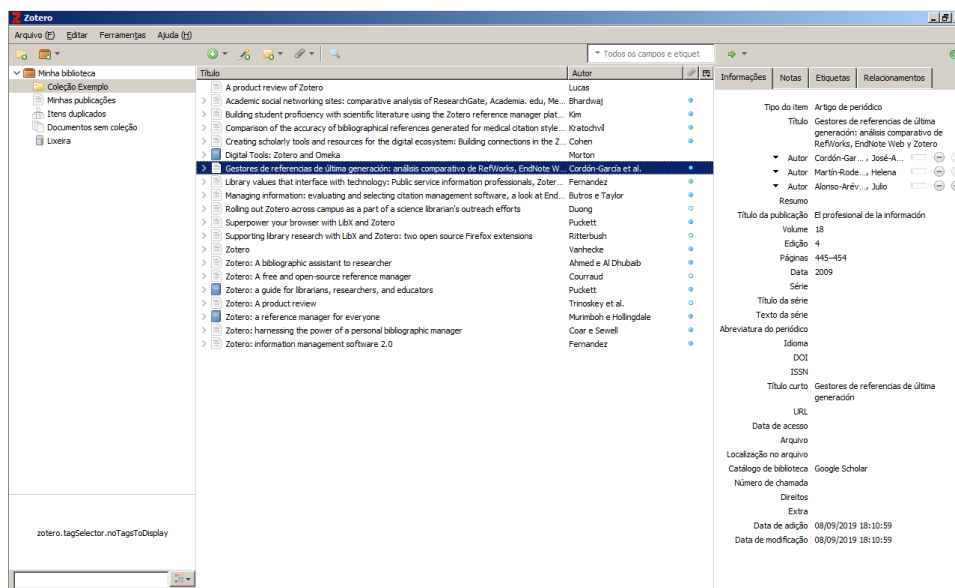 Zotero
Arquivo (F) Editar Ferramentas Ajuda (H)
Todos os campos e etiquet
Minha biblioteca
Coleção Exemplo
Minhas publicações
Itens duplicados
Documentos sem coleção
Lixeira
zotero.tagSelector.noTagsToDisplay
Título Autor
A product review of Zotero Lucas
Academic social networking sites: comparative analysis of ResearchGate, Academia. edu, Me... Bhardwaj
Building student proficiency with scientific literature using the Zotero reference manager plat... Kim
Comparison of the accuracy of bibliographical references generated for medical citation style... Kratochvíl
Creating scholarly tools and resources for the digital ecosystem: Building connections in the Z... Cohen
Digital Tools: Zotero and Omeka Morton
Gestores de referencias de última generación: análisis comparativo de RefWorks, EndNote W... Cordón-García et al.
Library values that interface with technology: Public service information professionals, Zoter... Fernandez
Managing information: evaluating and selecting citation management software, a look at End... Butros e Taylor
Rolling out Zotero across campus as a part of a science librarian's outreach efforts Duong
Superpower your browser with LibX and Zotero Puckett
Supporting library research with LibX and Zotero: two open source Firefox extensions Ritterbush
Zotero Vanhecke
Zotero: A bibliographic assistant to researcher Ahmed e Al Dhubaib
Zotero: A free and open-source reference manager Courraud
Zotero: a guide for librarians, researchers, and educators Puckett
Zotero: A product review Trinoskey et al.
Zotero: a reference manager for everyone Murimboh e Hollingdale
Zotero: harnessing the power of a personal bibliographic manager Coar e Sewell
Zotero: information management software 2.0 Fernandez
Informações Notas Etiquetas Relacionamentos
Tipo do item Artigo de periódico
Título Gestores de referencias de última
generación: análisis comparativo de
RefWorks, EndNote Web y Zotero
Autor Cordón-Gar..., José-A...
Autor Martín-Rode..., Helena
Autor Alonso-Arév..., Julio
Resumo
Título da publicação El profesional de la información
Volume 18
Edição 4
Páginas 445–454
Data 2009
Série
Título da série
Texto da série
Abreviatura do periódico
Idioma
DOI
ISSN
Título curto Gestores de referencias de última
generación
URL
Data de acesso
Arquivo
Localização no arquivo
Catálogo de biblioteca Google Scholar
Número de chamada
Direitos
Extra
Data de adição 08/09/2019 18:10:59
Data de modificação 08/09/2019 18:10:59